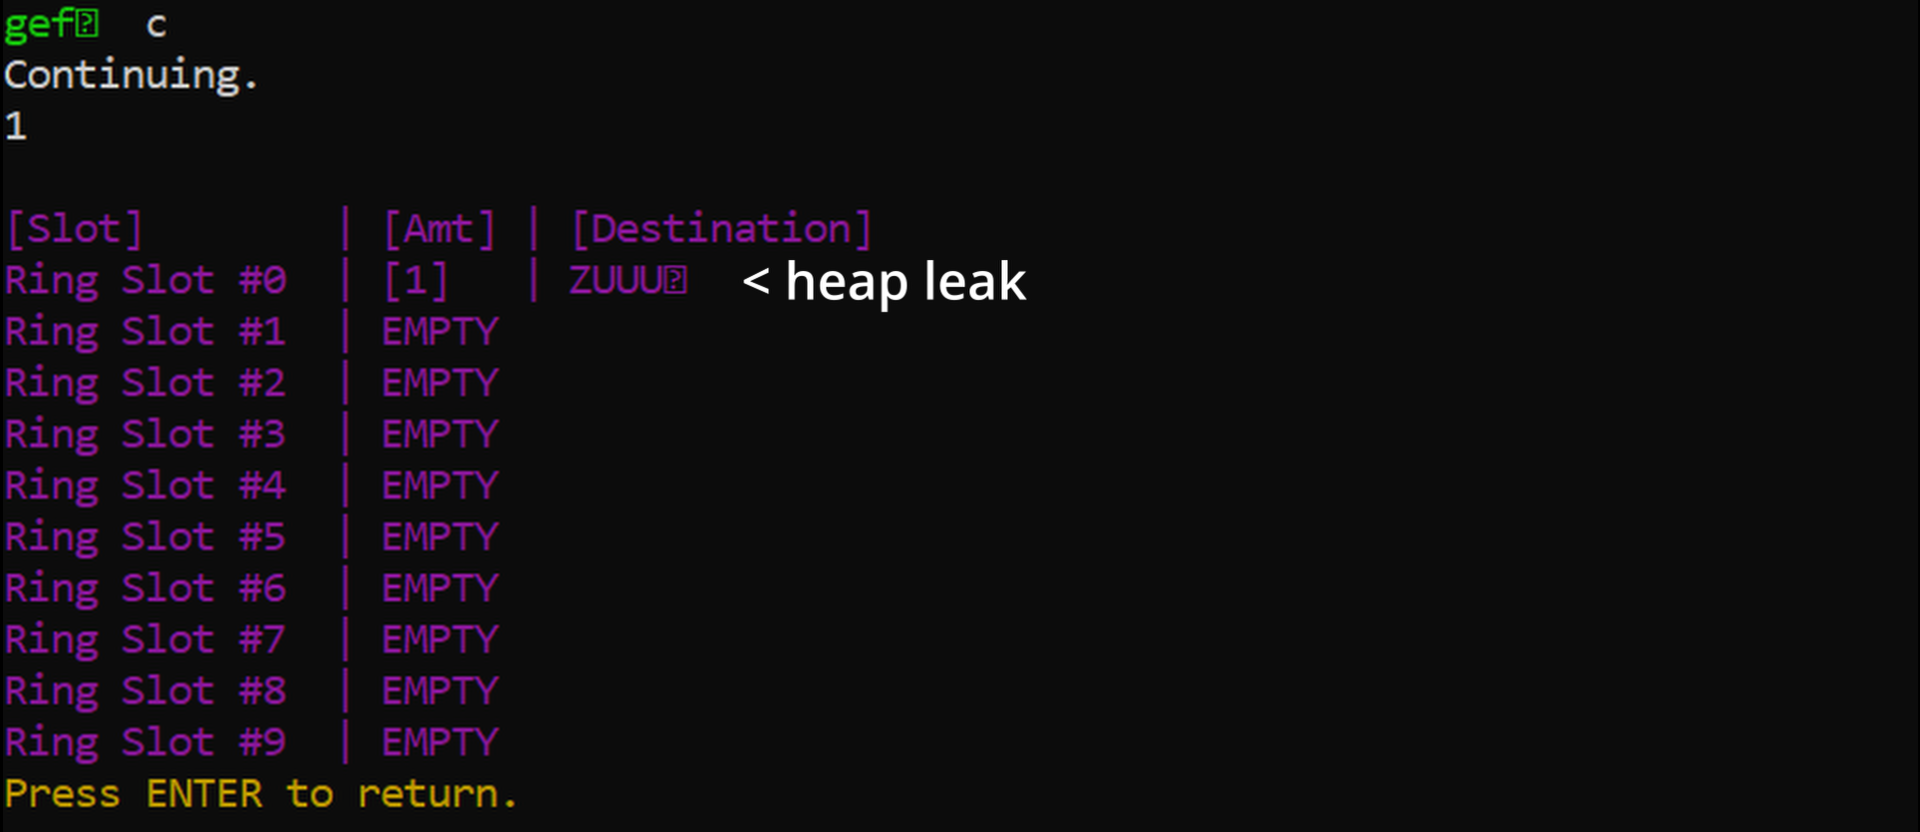 gef⍰  c
Continuing.
1
[Slot]          | [Amt] | [Destination]
Ring Slot #0  | [1]   | ZUUU⍰  < heap leak
Ring Slot #1  | EMPTY
Ring Slot #2  | EMPTY
Ring Slot #3  | EMPTY
Ring Slot #4  | EMPTY
Ring Slot #5  | EMPTY
Ring Slot #6  | EMPTY
Ring Slot #7  | EMPTY
Ring Slot #8  | EMPTY
Ring Slot #9  | EMPTY
Press ENTER to return.